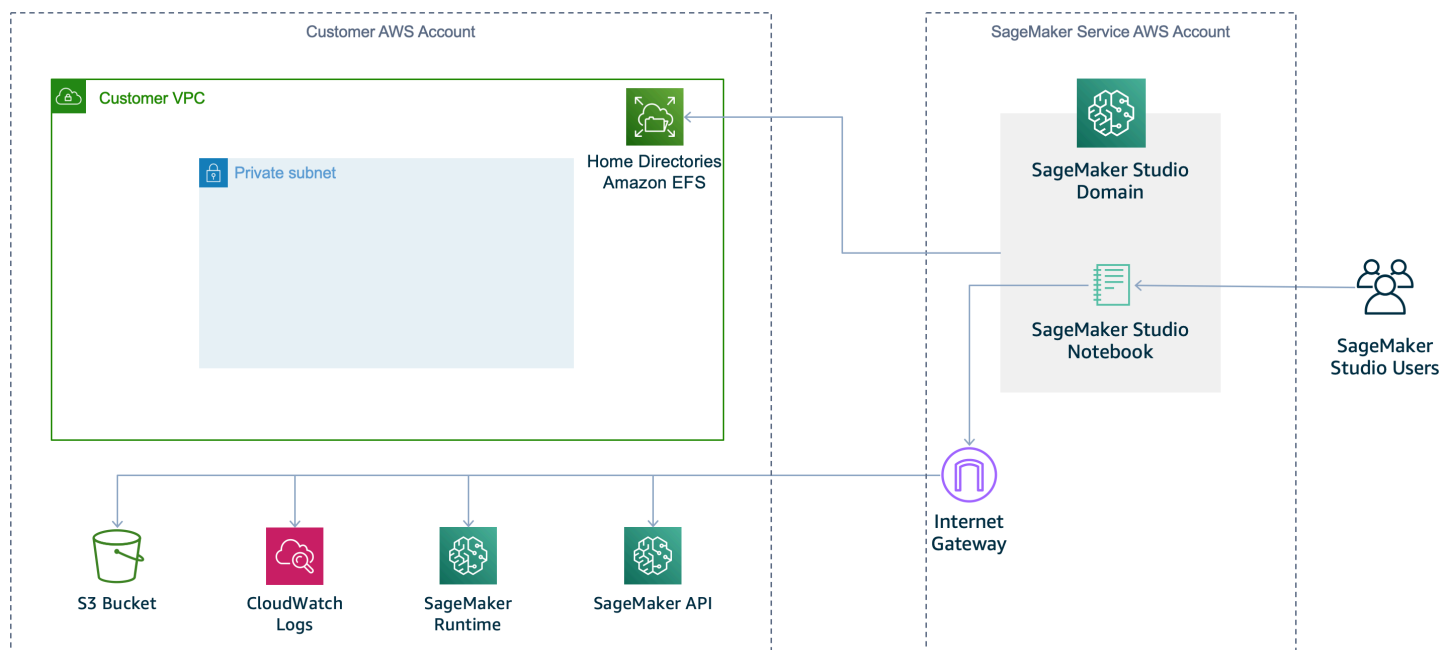 Customer AWS Account
SageMaker Service AWS Account
Customer VPC
Home Directories
Amazon EFS
Private subnet
SageMaker Studio
Domain
SageMaker Studio
Notebook
SageMaker
Studio Users
Internet
Gateway
S3 Bucket
CloudWatch
Logs
SageMaker
Runtime
SageMaker API